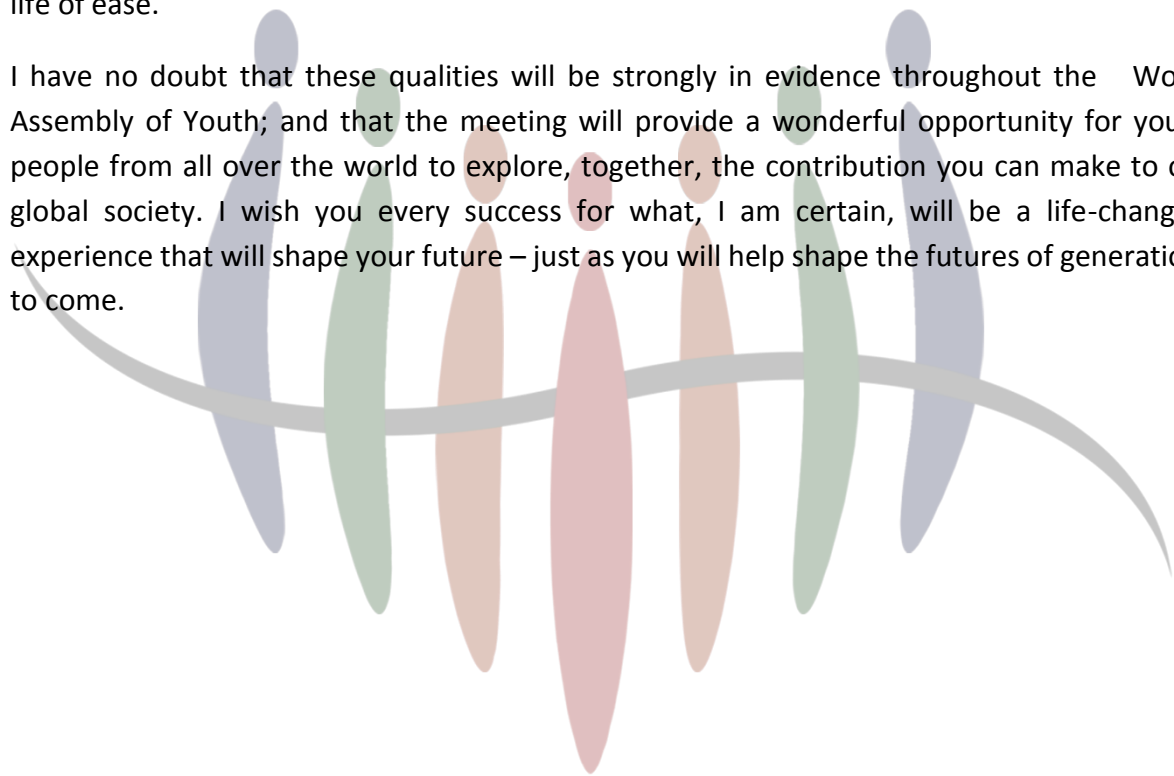 life of ease.
I have no doubt that these qualities will be strongly in evidence throughout the Wo
Assembly of Youth; and that the meeting will provide a wonderful opportunity for you
people from all over the world to explore, together, the contribution you can make to o
global society. I wish you every success for what, I am certain, will be a life-chang
experience that will shape your future – just as you will help shape the futures of generatio
to come.